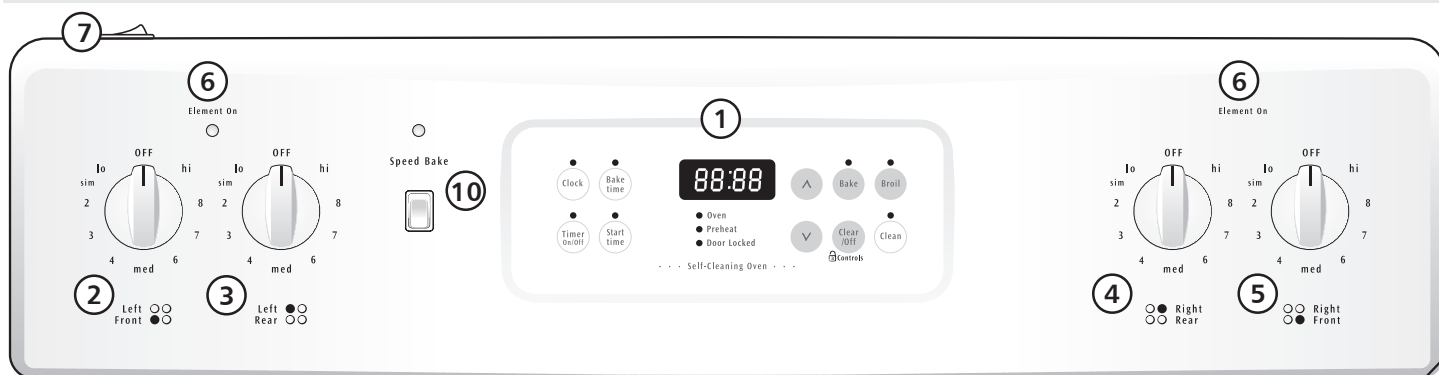 7
6
Element On
OFF
lo
hi
sim
2
8
3
7
4
6
med
2
Left
Front
OFF
lo
hi
sim
2
8
3
7
4
6
med
3
Left
Rear
Speed Bake
10
1
Clock
Bake
time
88:88
Bake
Broil
Timer
On/Off
Start
time
Oven
Preheat
Door Locked
Clear
/Off
Clean
Controls
· · · Self-Cleaning Oven · · ·
6
Element On
OFF
lo
hi
sim
2
8
3
7
4
6
med
4
Right
Rear
OFF
lo
hi
sim
2
8
3
7
4
6
med
5
Right
Front